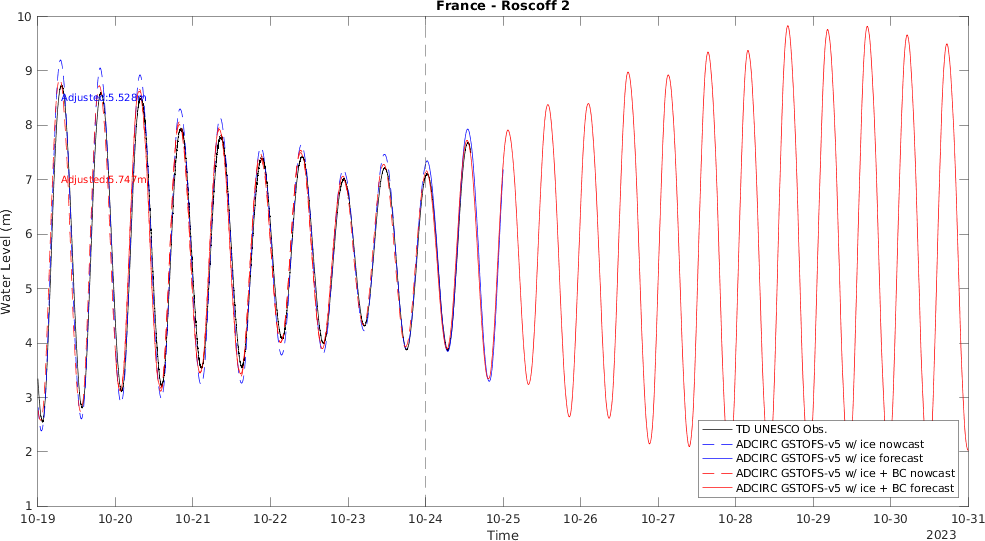 France - Roscoff 2
10
9
8
7
6
5
4
3
2
1
Water Level (m)
Adjusted:5.528m
Adjusted:5.747m
TD UNESCO Obs.
ADCIRC GSTOFS-v5 w/ ice nowcast
ADCIRC GSTOFS-v5 w/ ice forecast
ADCIRC GSTOFS-v5 w/ ice + BC nowcast
ADCIRC GSTOFS-v5 w/ ice + BC forecast
10-19 10-20 10-21 10-22 10-23 10-24 10-25 10-26 10-27 10-28 10-29 10-30 10-31
Time
2023